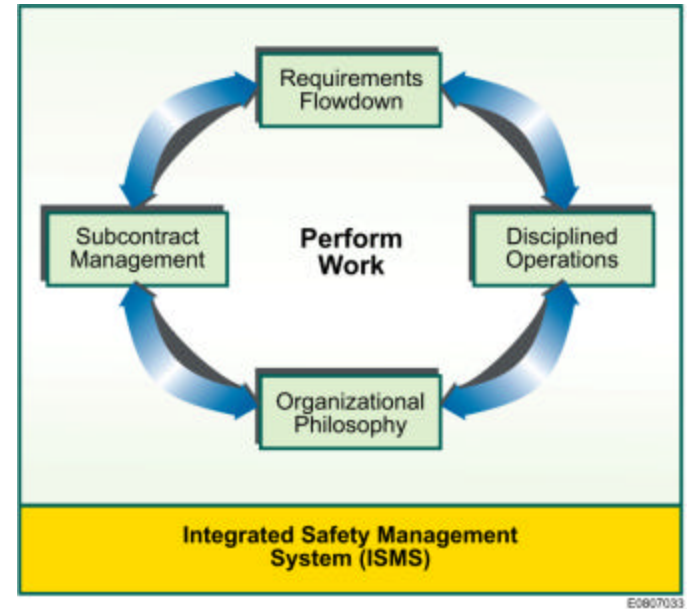 Requirements
Flowdown
Subcontract
Management
Perform
Work
Disciplined
Operations
Organizational
Philosophy
Integrated Safety Management
System (ISMS)
E0807033